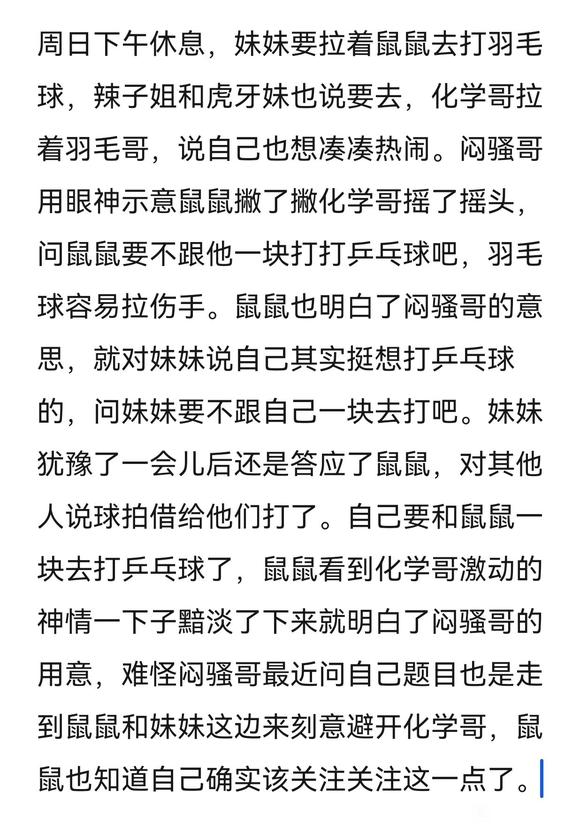 周日下午休息，妹妹要拉着鼠鼠去打羽毛
球，辣子姐和虎牙妹也说要去，化学哥拉
着羽毛哥，说自己也想凑凑热闹。闷骚哥
用眼神示意鼠鼠撇了撇化学哥摇了摇头，
问鼠鼠要不跟他一块打打乒乓球吧，羽毛
球容易拉伤手。鼠鼠也明白了闷骚哥的意
思，就对妹妹说自己其实挺想打乒乓球
的，问妹妹要不跟自己一块去打吧。妹妹
犹豫了一会儿后还是答应了鼠鼠，对其他
人说球拍借给他们打了。自己要和鼠鼠一
块去打乒乓球了，鼠鼠看到化学哥激动的
神情一下子黯淡了下来就明白了闷骚哥的
用意，难怪闷骚哥最近问自己题目也是走
到鼠鼠和妹妹这边来刻意避开化学哥，鼠
鼠也知道自己确实该关注关注这一点了。